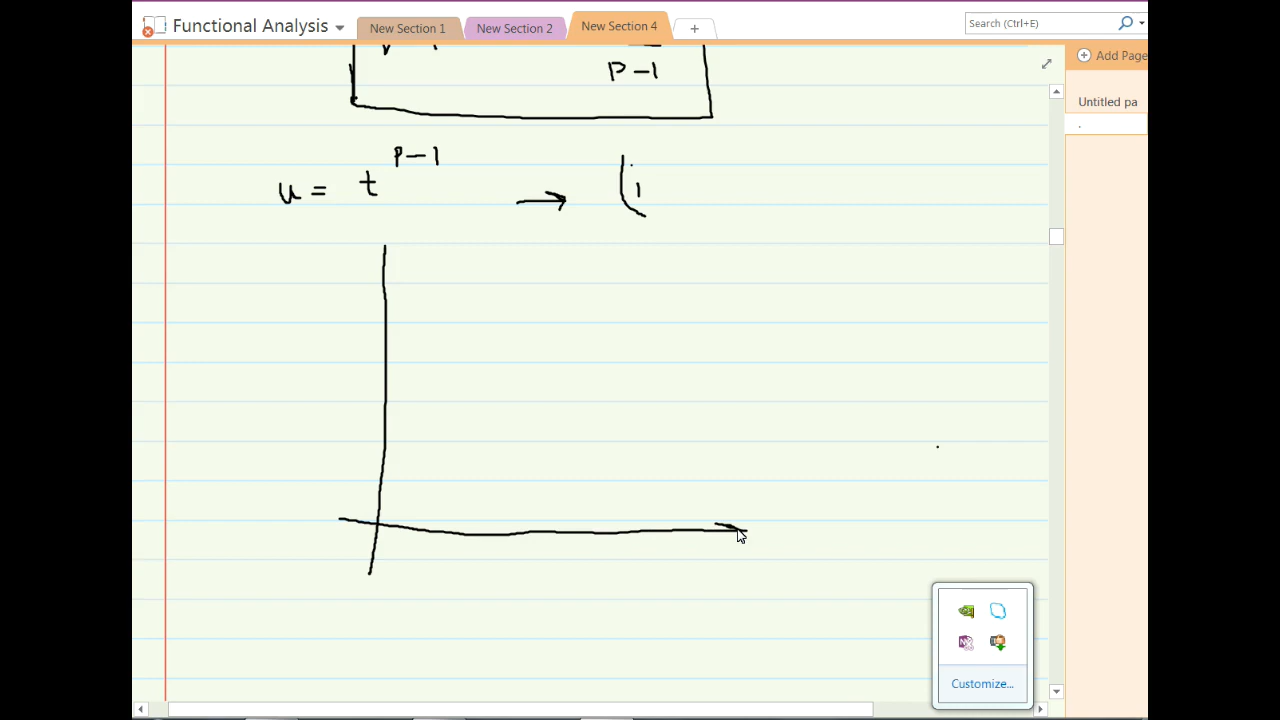 Functional Analysis
New Section 1
New Section 2
New Section 4
+
Search (Ctrl+E)
Add Page
Untitled pa
.
P-1
u = t^{P-1} → (i
Customize...